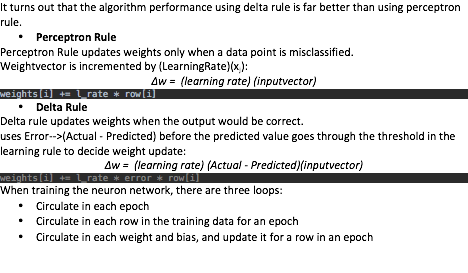 It turns out that the algorithm performance using delta rule is far better than using perceptron
rule.
• Perceptron Rule
Perceptron Rule updates weights only when a data point is misclassified.
Weightvector is incremented by (LearningRate)(xᵢ):
Δw = (learning rate) (inputvector)
weights[i] += l_rate * row[i]
• Delta Rule
Delta rule updates weights when the output would be correct.
uses Error-->(Actual - Predicted) before the predicted value goes through the threshold in the
learning rule to decide weight update:
Δw = (learning rate) (Actual - Predicted)(inputvector)
weights[i] += l_rate * error * row[i]
When training the neuron network, there are three loops:
• Circulate in each epoch
• Circulate in each row in the training data for an epoch
• Circulate in each weight and bias, and update it for a row in an epoch